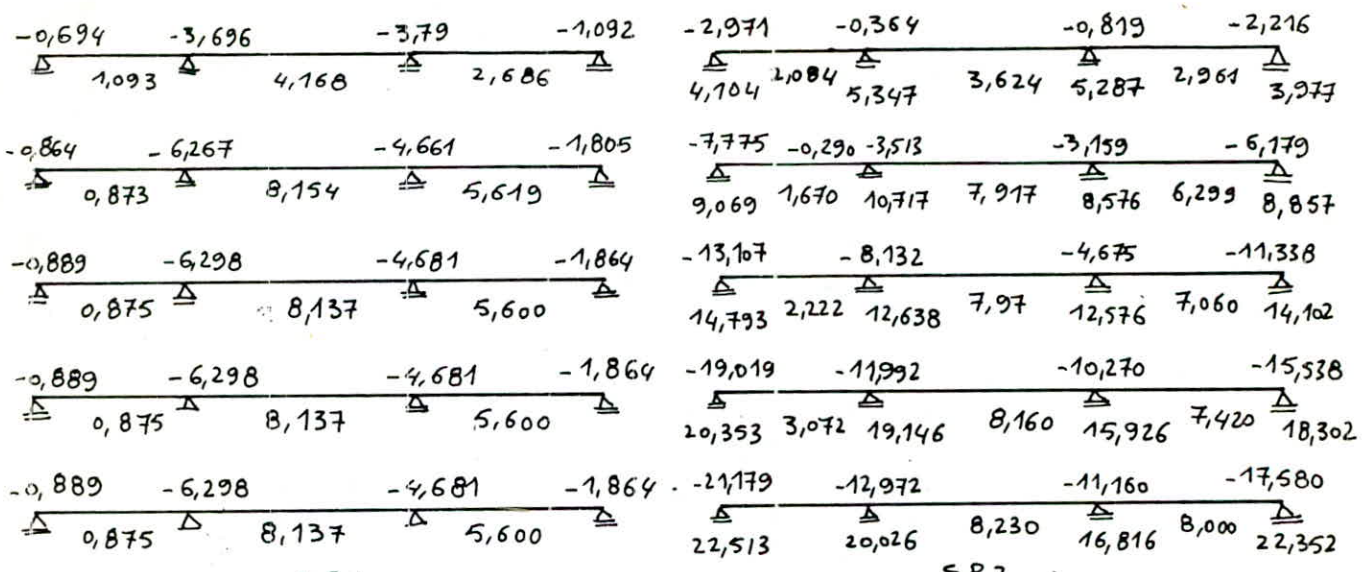 -0,694 -3,696 -3,79 -1,092
1,093 4,168 2,686
-0,864 -6,267 -4,661 -1,805
0,873 8,154 5,619
-0,889 -6,298 -4,681 -1,864
0,875 8,137 5,600
-0,889 -6,298 -4,681 -1,864
0,875 8,137 5,600
-0,889 -6,298 -4,681 -1,864
0,875 8,137 5,600
-2,971 -0,364 -0,819 -2,216
4,104 2,084 5,347 3,624 5,287 2,961 3,977
-7,775 -0,290 -3,513 -3,159 -6,179
9,069 1,670 10,717 7,917 8,576 6,299 8,857
-13,107 -8,132 -4,675 -11,338
14,793 2,222 12,638 7,97 12,576 7,060 14,102
-19,019 -11,992 -10,270 -15,538
20,353 3,072 19,146 8,160 15,926 7,420 18,302
-21,179 -12,972 -11,160 -17,580
22,513 20,026 8,230 16,816 8,000 22,352